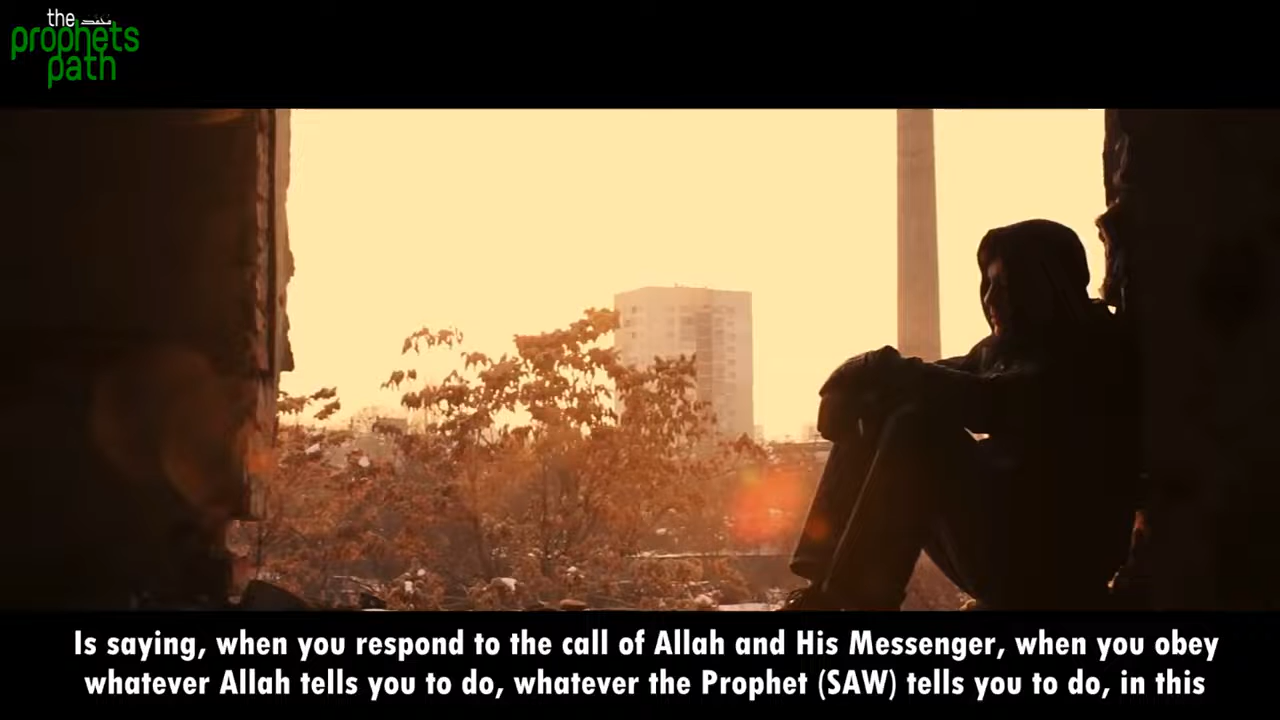 the محمد
prophets
path
Is saying, when you respond to the call of Allah and His Messenger, when you obey
whatever Allah tells you to do, whatever the Prophet (SAW) tells you to do, in this